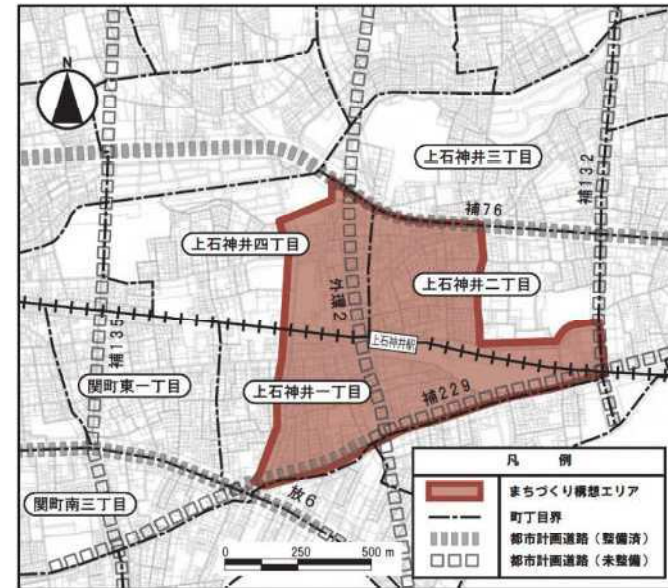 N
上石神井三丁目
補132
補76
上石神井四丁目
上石神井二丁目
外環2
上石神井駅
補135
関町東一丁目
上石神井一丁目
補229
関町南三丁目
放6
0 250 500 m
凡 例
まちづくり構想エリア
町丁目界
都市計画道路（整備済）
都市計画道路（未整備）